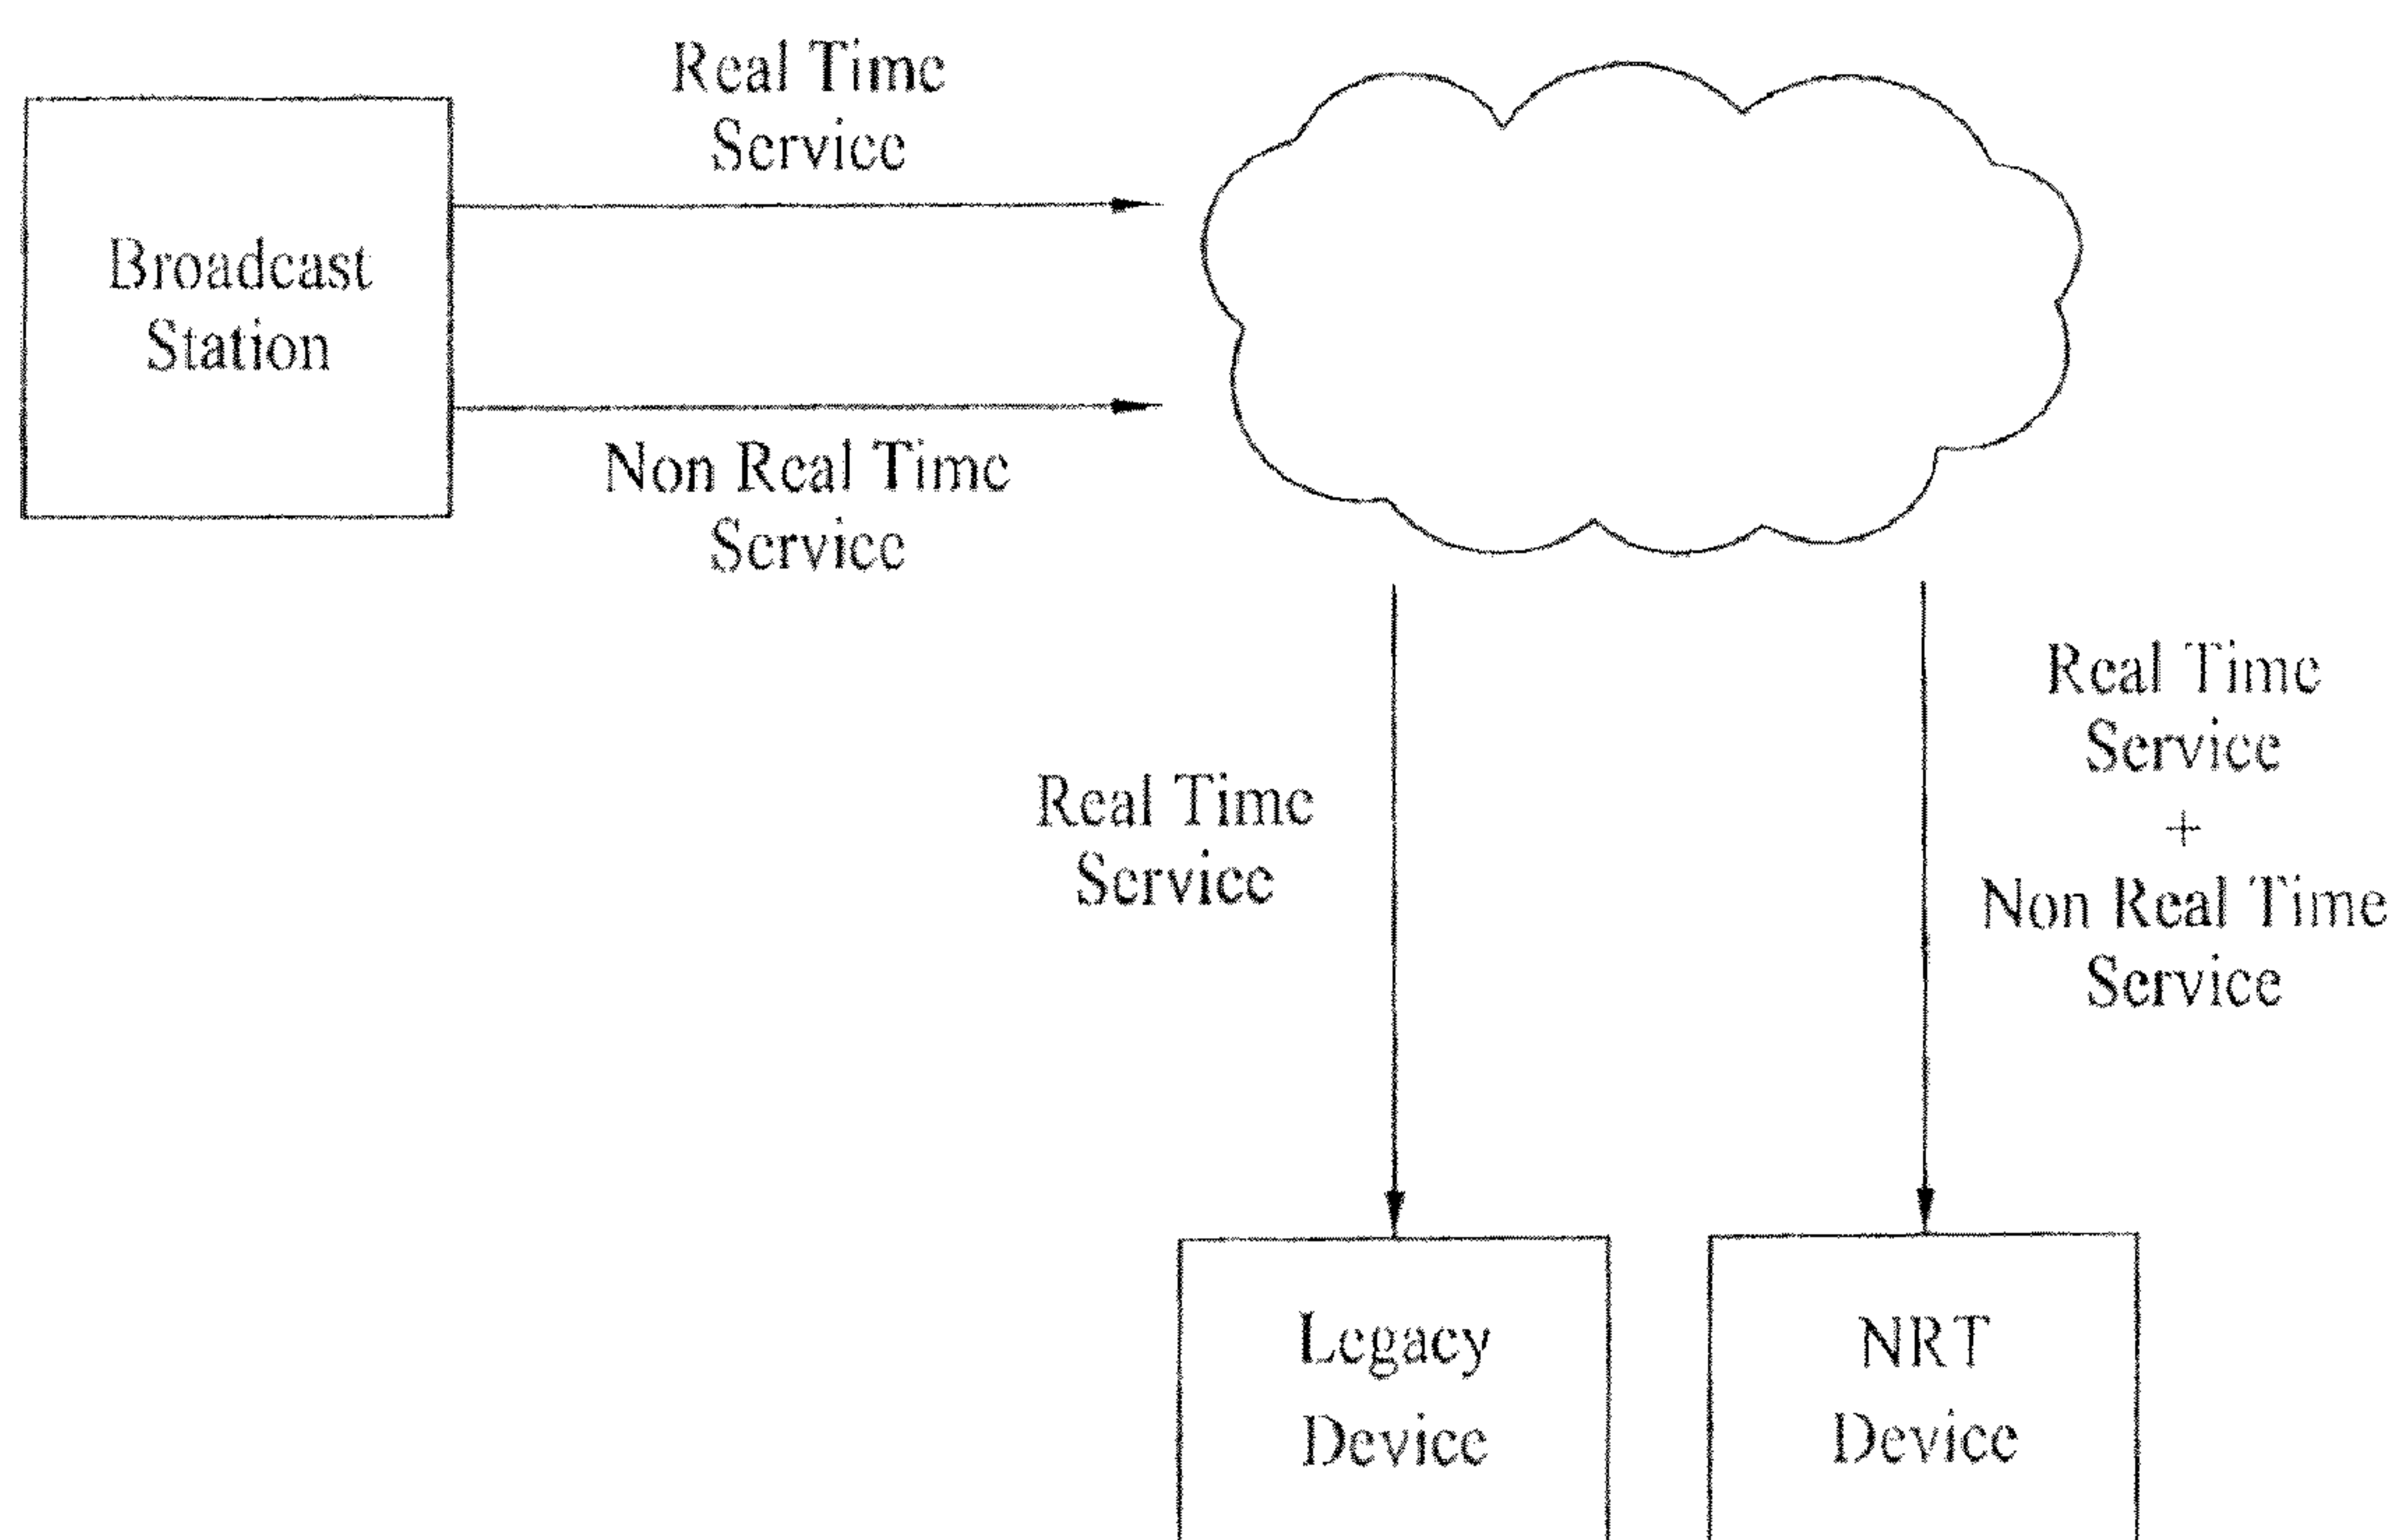 Real Time
Service
Broadcast
Station
Non Real Time
Service
Real Time
Service
Real Time
Service
+
Non Real Time
Service
Legacy
Device
NRT
Device